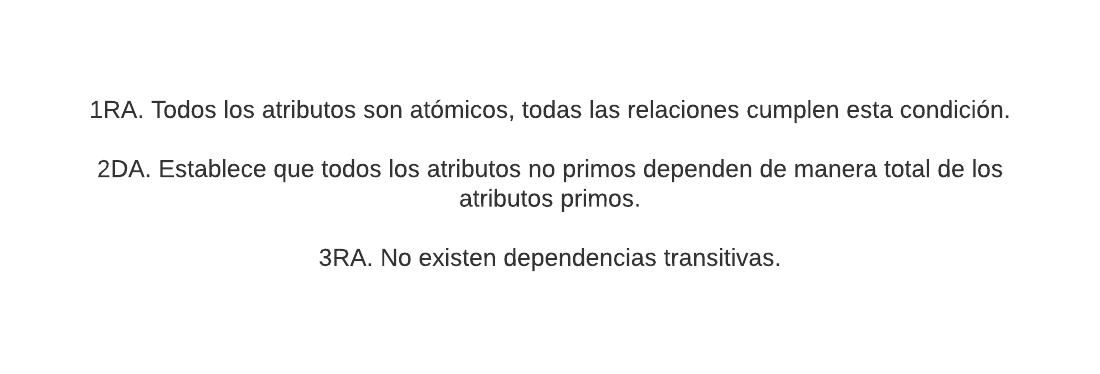 1RA. Todos los atributos son atómicos, todas las relaciones cumplen esta condición.
2DA. Establece que todos los atributos no primos dependen de manera total de los
atributos primos.
3RA. No existen dependencias transitivas.